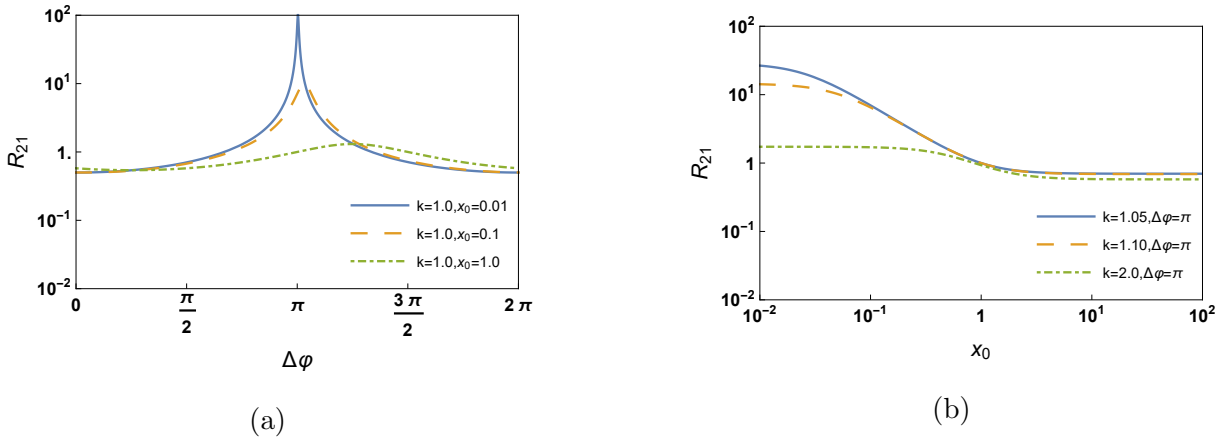 10²
10¹
1.
10⁻¹
10⁻²
R₂₁
k=1.0,x₀=0.01
k=1.0,x₀=0.1
k=1.0,x₀=1.0
0
π/2
π
3 π/2
2 π
Δφ
(a)
10²
10¹
1
10⁻¹
10⁻²
R₂₁
k=1.05,Δφ=π
k=1.10,Δφ=π
k=2.0,Δφ=π
10⁻²
10⁻¹
1
10¹
10²
x₀
(b)